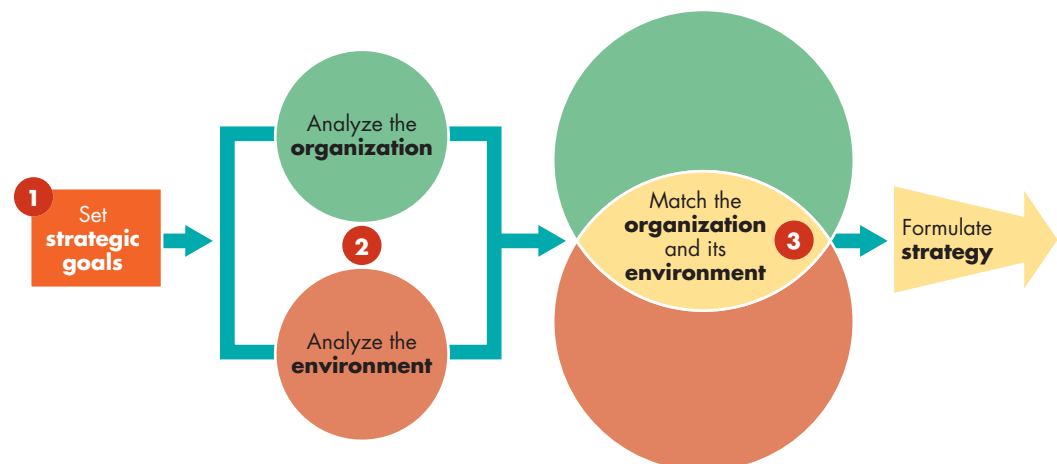 1
Set
strategic
goals
Analyze the
organization
2
Analyze the
environment
Match the
organization
and its
environment
3
Formulate
strategy